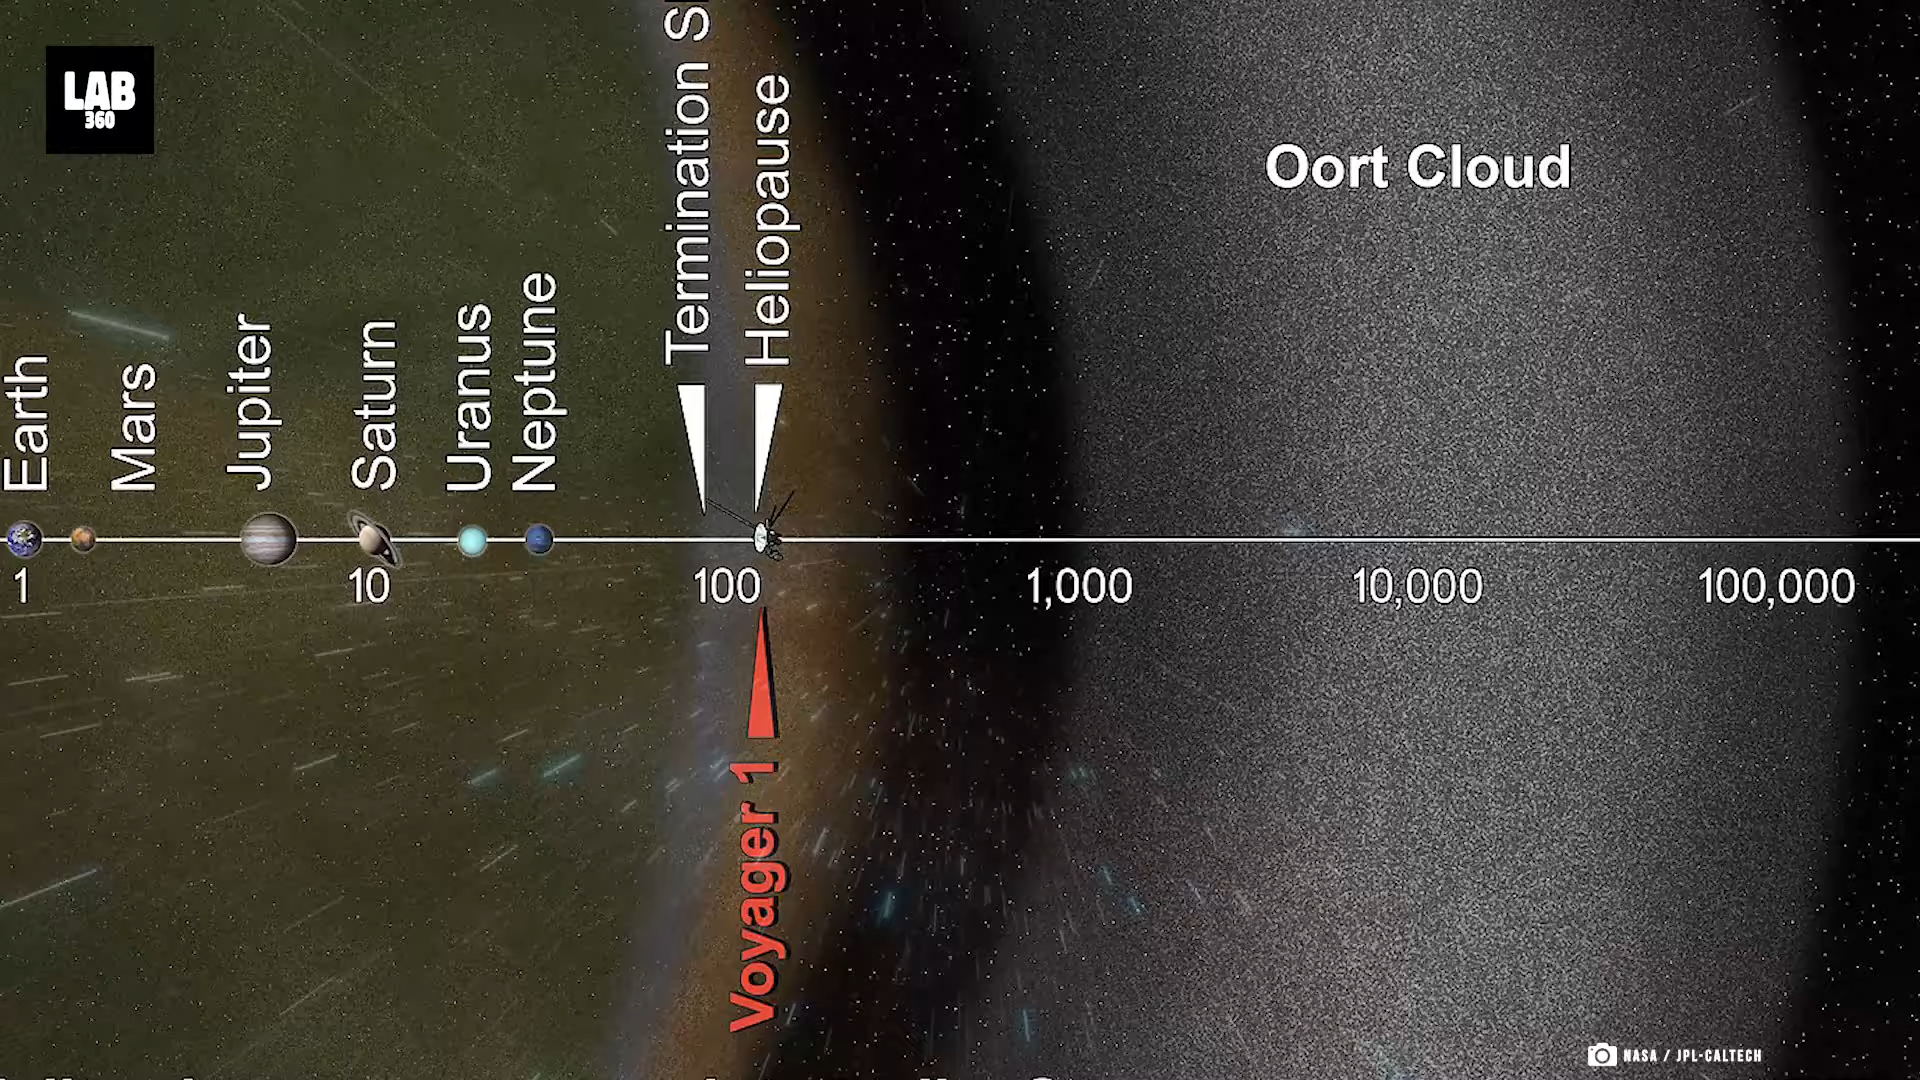 LAB
360
Earth
Mars
Jupiter
Saturn
Uranus
Neptune
Termination S
Heliopause
Oort Cloud
1
10
100
1,000
10,000
100,000
Voyager 1
NASA / JPL-CALTECH